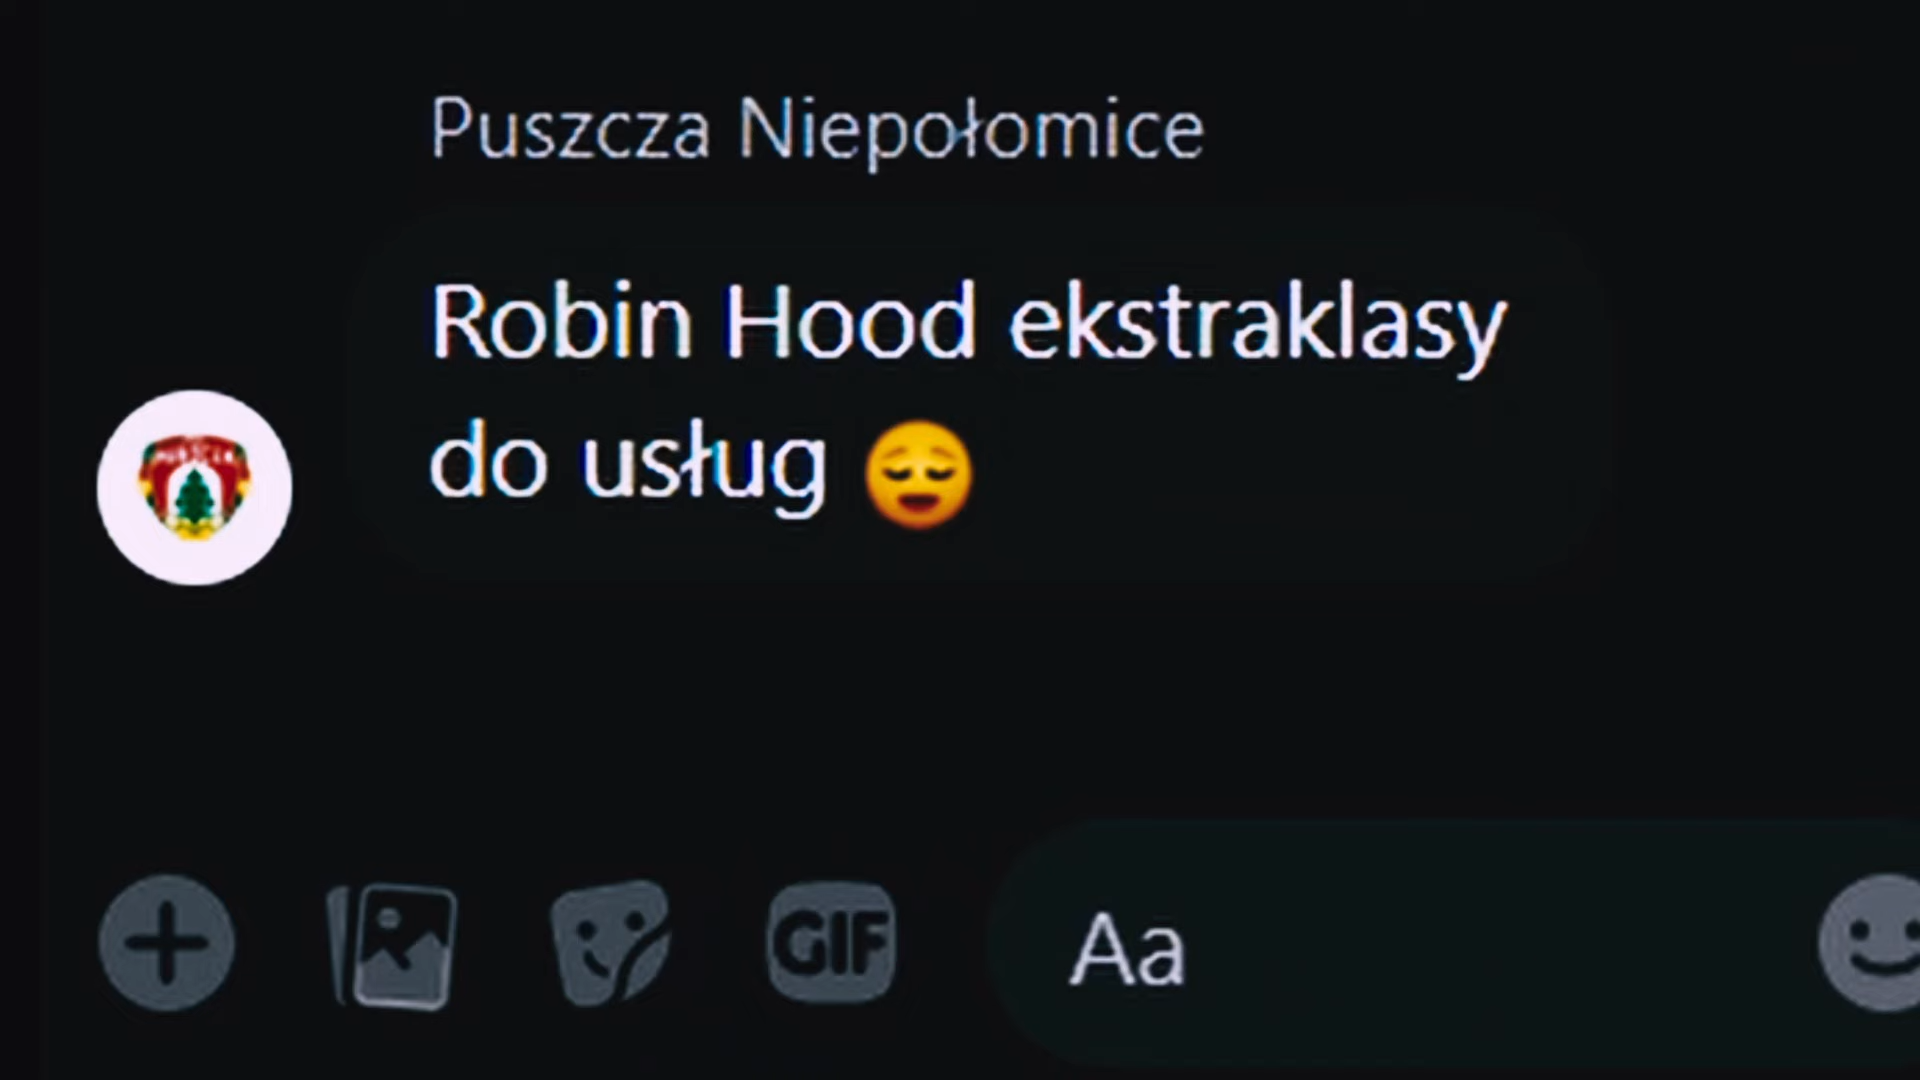 Puszcza Niepołomice
Robin Hood ekstraklasy
do usług 😌
GIF
Aa